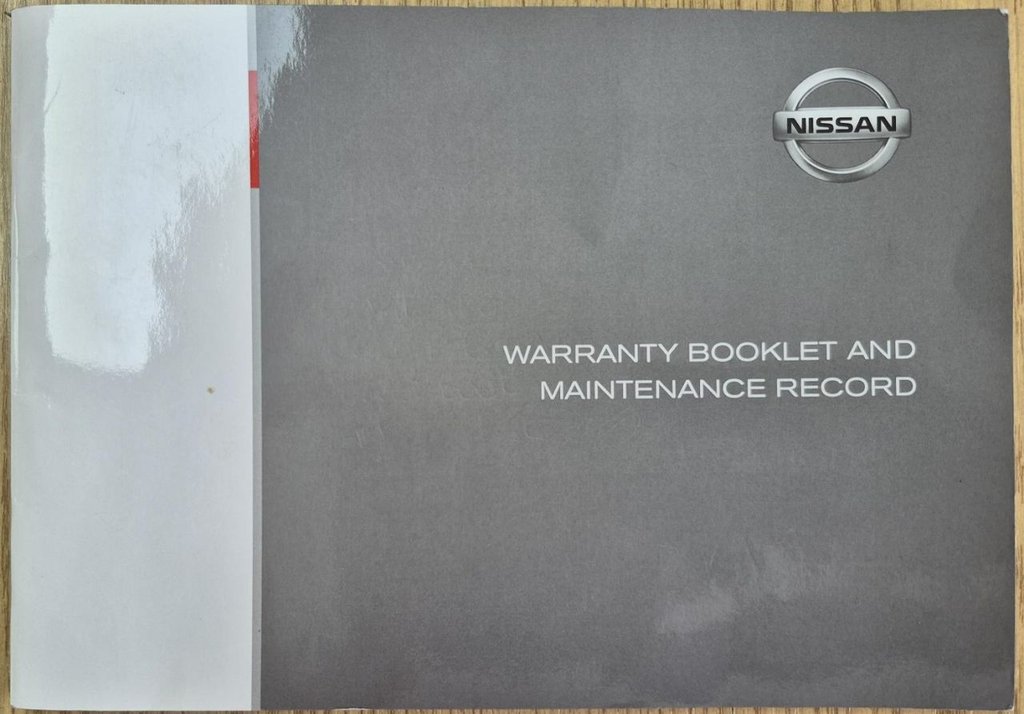 NISSAN
WARRANTY BOOKLET AND
MAINTENANCE RECORD